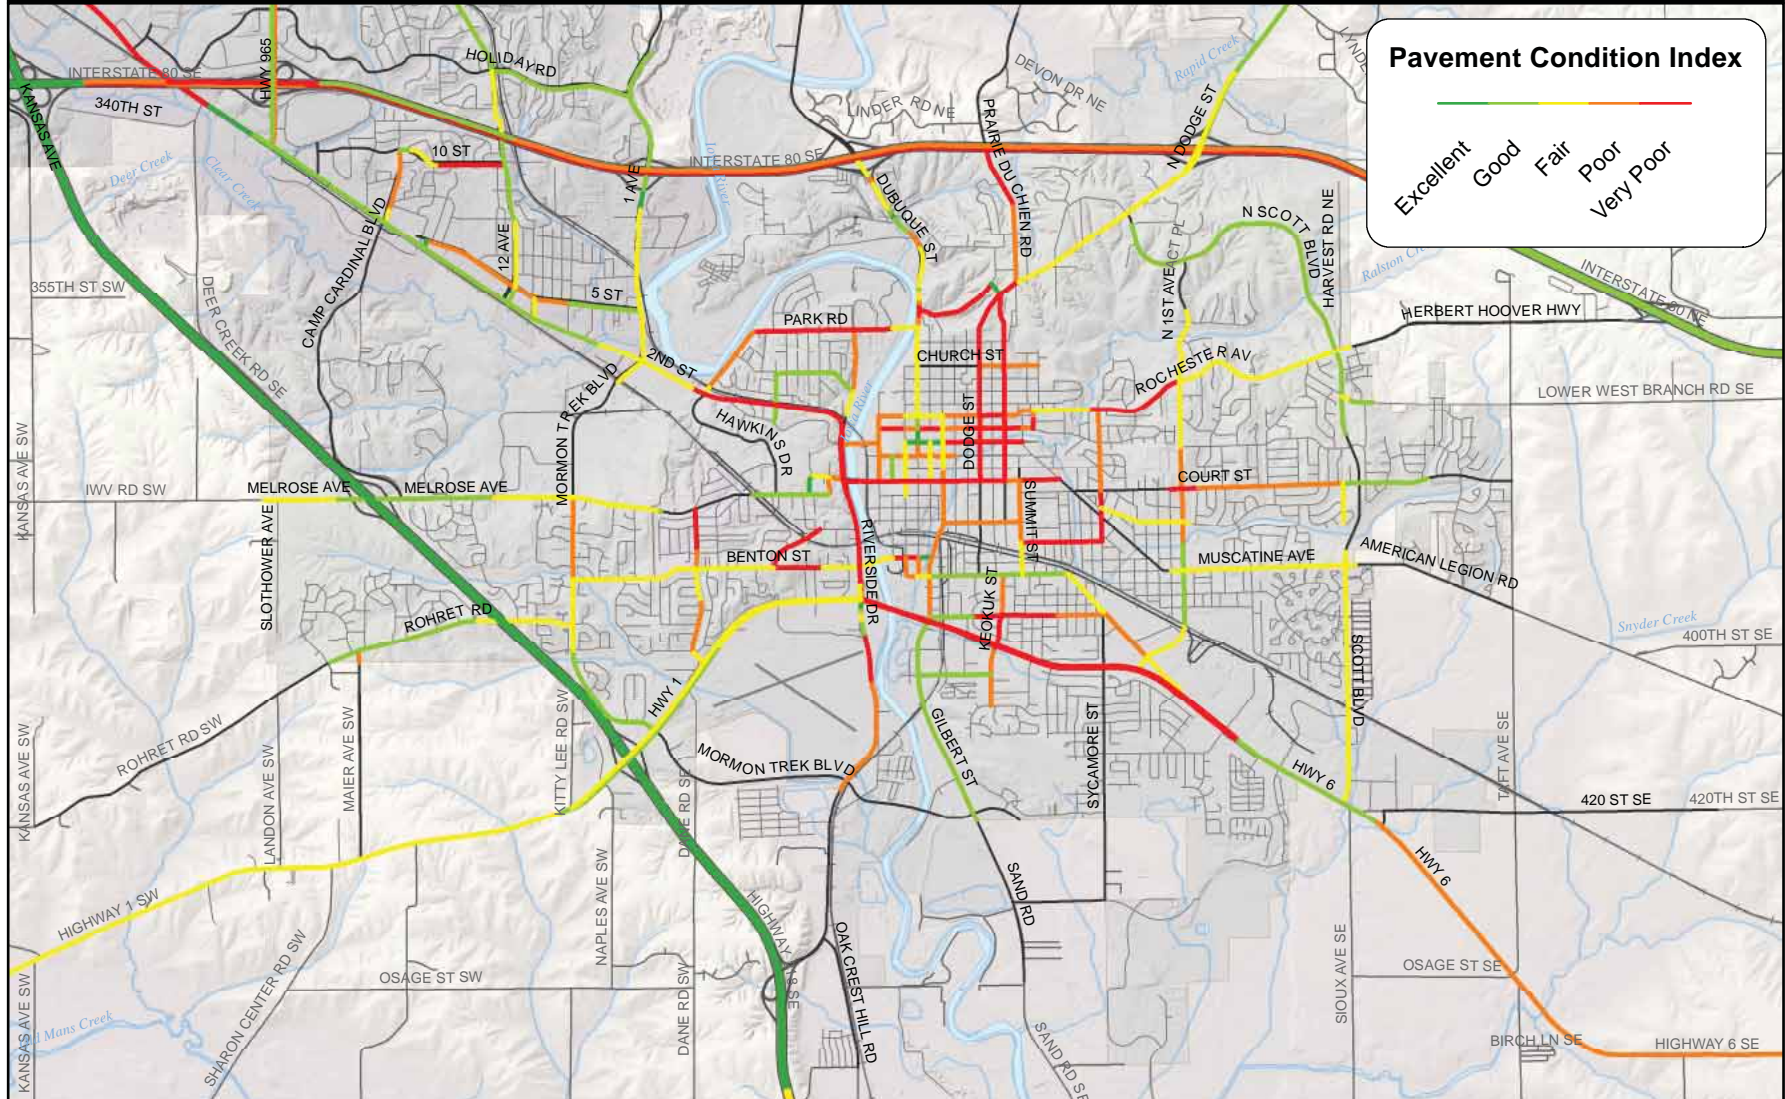 Pavement Condition Index
Excellent
Good
Fair
Poor
Very Poor
HOLIDAY RD
INTERSTATE 80 SE
HWY 965
340TH ST
KANSAS AVE
Deer Creek
Clear Creek
10 ST
1 AVE
12 AVE
5 ST
CAMP CARDINAL BLVD
355TH ST SW
DEER CREEK RD SE
LINDER RD NE
DEVON DR NE
PRAIRIE DU CHIEN RD
Rapid Creek
N DODGE ST
INTERSTATE 80 SE
DUBUQUE ST
N SCOTT BLVD
HARVEST RD NE
N 1ST AVE
ACT PL
INTERSTATE 80 NE
HERBERT HOOVER HWY
PARK RD
CHURCH ST
2ND ST
MORMON TREK BLVD
ROCHESTER AV
LOWER WEST BRANCH RD SE
Iowa River
HAWKINS DR
DODGE ST
KANSAS AVE SW
IWV RD SW
MELROSE AVE
MELROSE AVE
COURT ST
SUMMIT ST
SLOTHOWER AVE
RIVERSIDE DR
BENTON ST
MUSCATINE AVE
AMERICAN LEGION RD
KEOKUK ST
ROHRET RD
Snyder Creek
400TH ST SE
SCOTT BLVD
HWY 1
KITTY LEE RD SW
ROHRET RD SW
KANSAS AVE SW
LANDON AVE SW
MAIER AVE SW
MORMON TREK BLVD
GILBERT ST
SYCAMORE ST
HWY 6
TAFT AVE SE
420 ST SE
420TH ST SE
DANE RD SE
HWY 6
NAPLES AVE SW
HIGHWAY 1 SW
SAND RD
OAK CREST HILL RD
SHARON CENTER RD SW
OSAGE ST SW
DANE RD SW
SIOUX AVE SE
OSAGE ST SE
KANSAS AVE SW
Mans Creek
SAND RD SE
BIRCH LN SE
HIGHWAY 6 SE